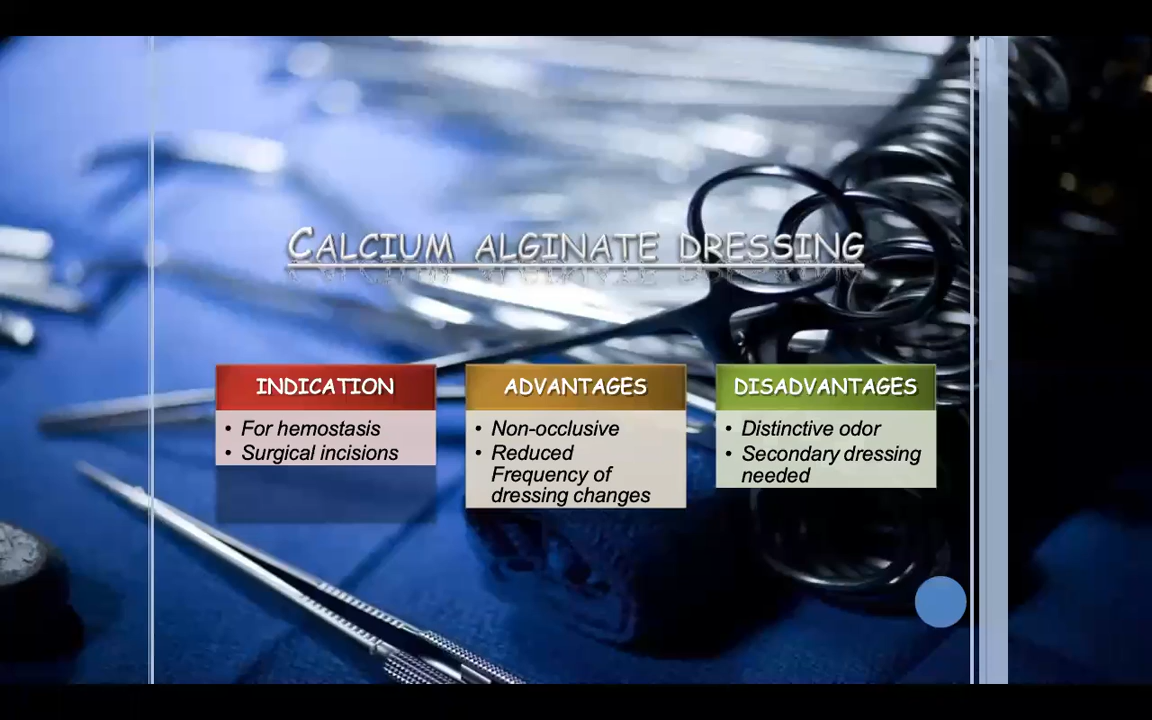 CALCIUM ALGINATE DRESSING
INDICATION
• For hemostasis
• Surgical incisions
ADVANTAGES
• Non-occlusive
• Reduced
Frequency of
dressing changes
DISADVANTAGES
• Distinctive odor
• Secondary dressing
needed